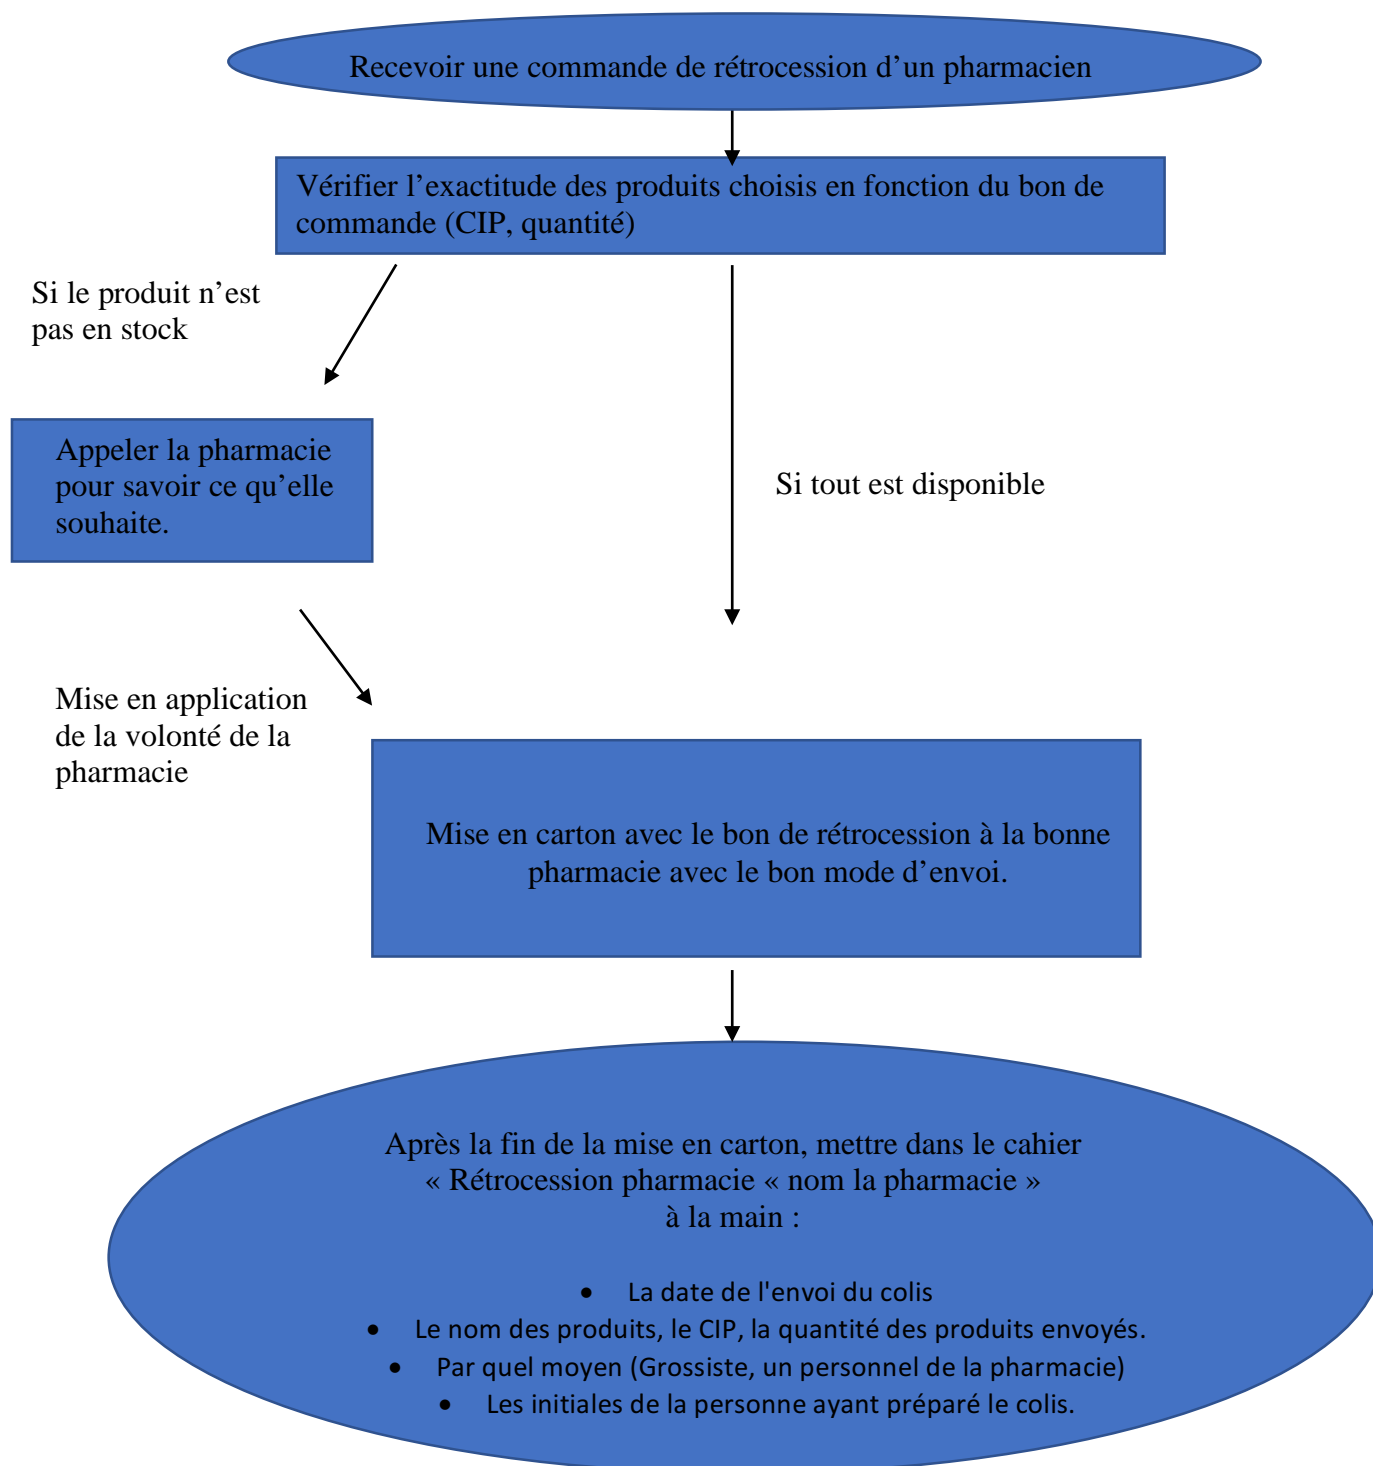 Recevoir une commande de rétrocession d’un pharmacien
Vérifier l’exactitude des produits choisis en fonction du bon de
commande (CIP, quantité)
Si le produit n’est
pas en stock
Appeler la pharmacie
pour savoir ce qu’elle
souhaite.
Si tout est disponible
Mise en application
de la volonté de la
pharmacie
Mise en carton avec le bon de rétrocession à la bonne
pharmacie avec le bon mode d’envoi.
Après la fin de la mise en carton, mettre dans le cahier
« Rétrocession pharmacie « nom la pharmacie »
à la main :
• La date de l'envoi du colis
• Le nom des produits, le CIP, la quantité des produits envoyés.
• Par quel moyen (Grossiste, un personnel de la pharmacie)
• Les initiales de la personne ayant préparé le colis.